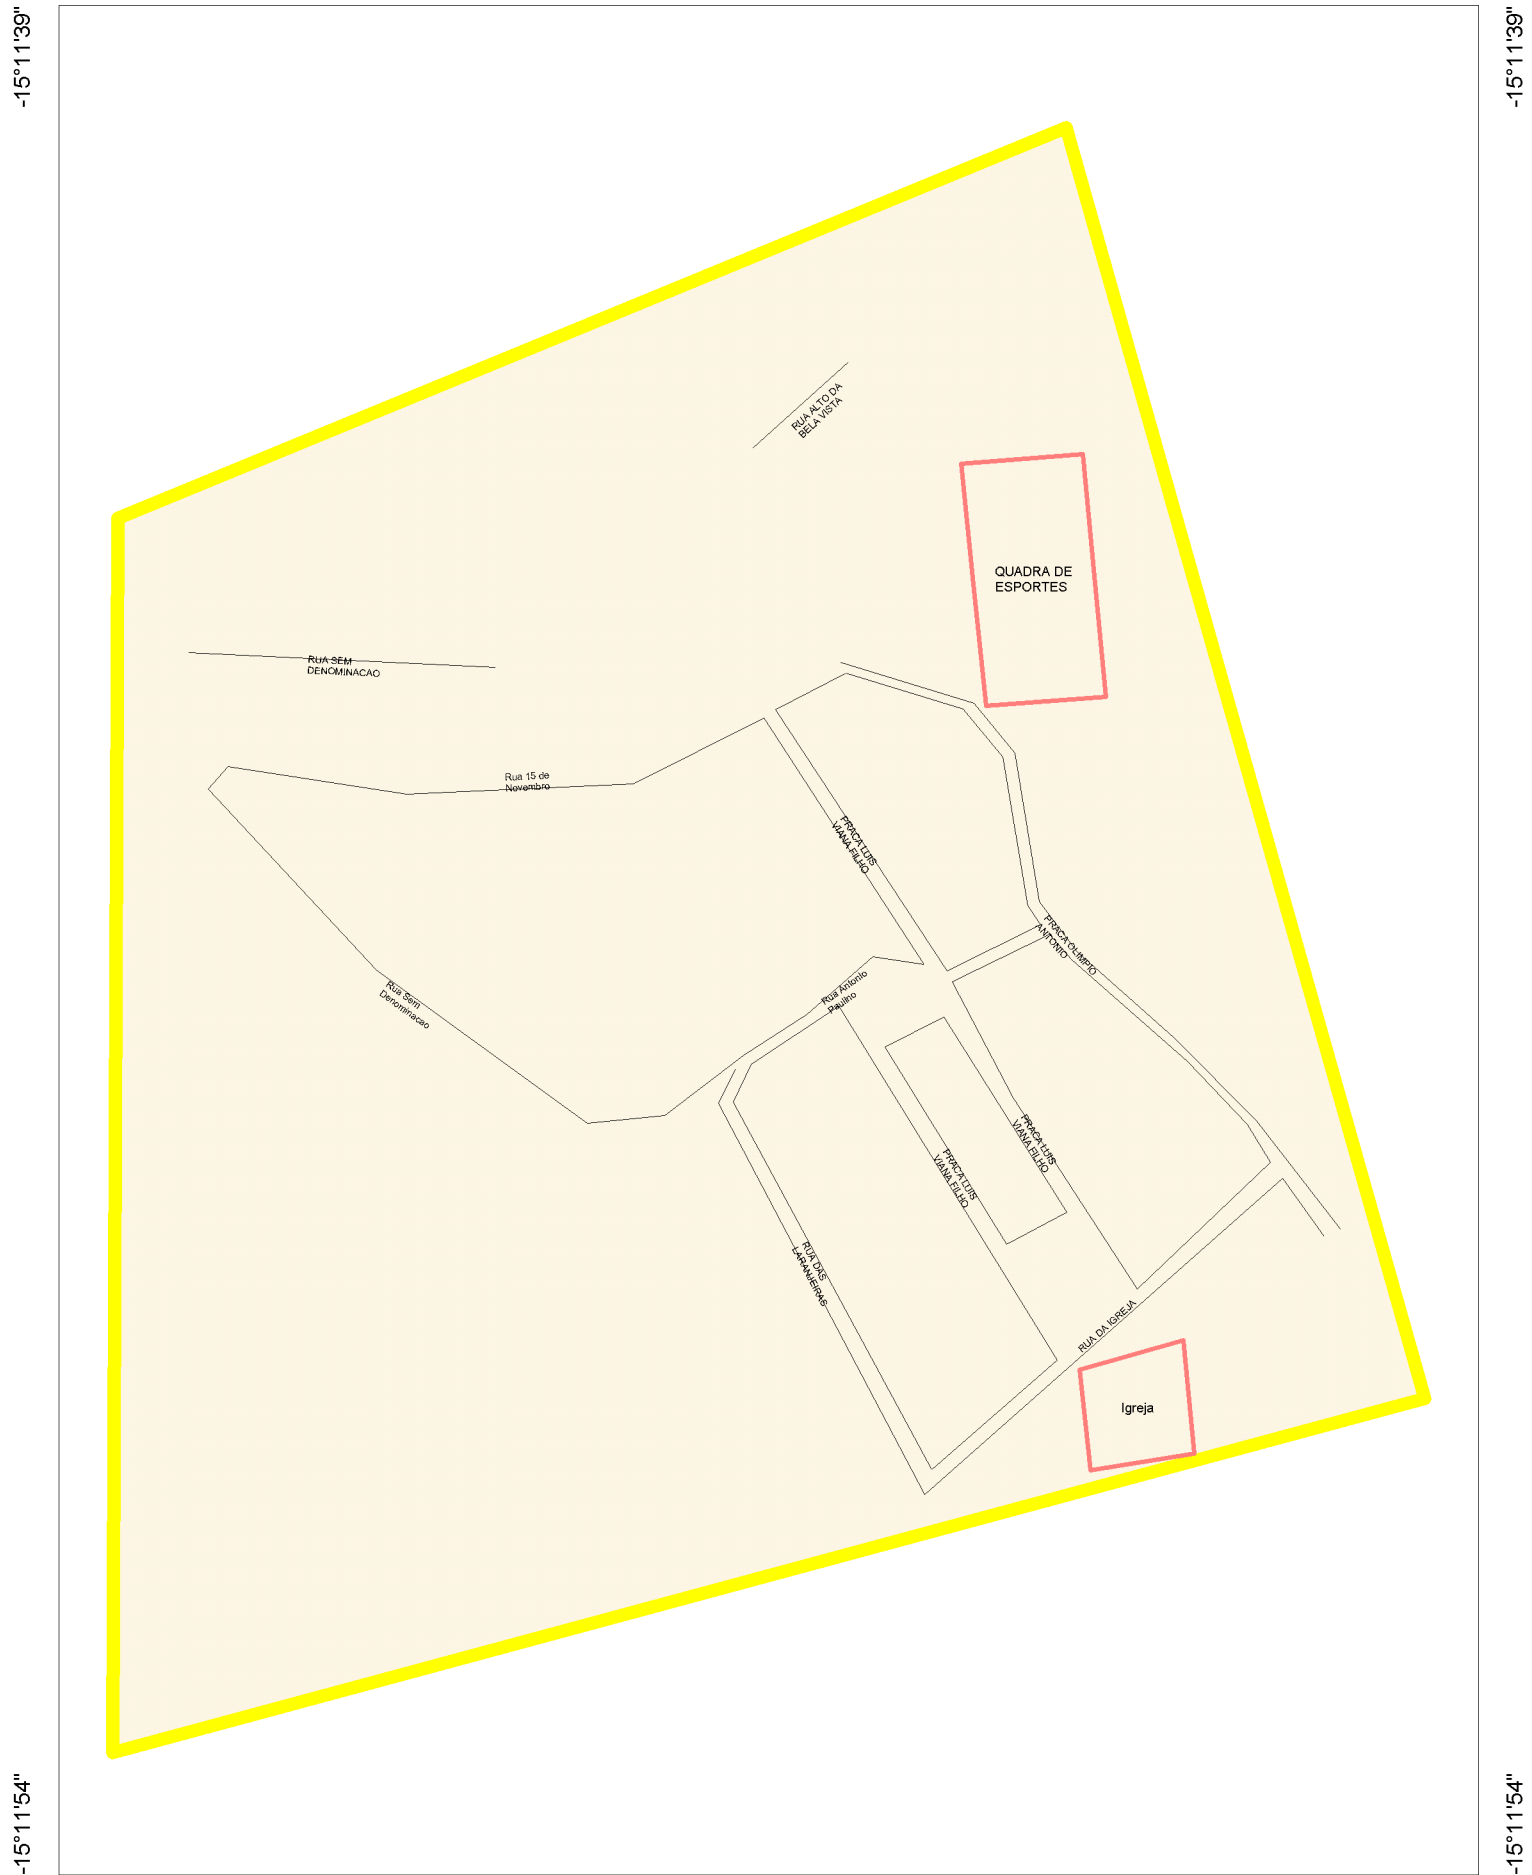 -15°11'39"
-15°11'39"
RUA ALTO DA
BELA VISTA
QUADRA DE
ESPORTES
RUA SEM
DENOMINACAO
Rua 15 de
Novembro
PRACA LUIS
VIANA FILHO
PRACA OLIMPIO
ANTONIO
Rua Antonio
Paulino
Rua Sem
Denominacao
PRACA LUIS
VIANA FILHO
PRACA LUIS
VIANA FILHO
RUA DAS
LARANJEIRAS
RUA DA IGREJA
Igreja
-15°11'54"
-15°11'54"